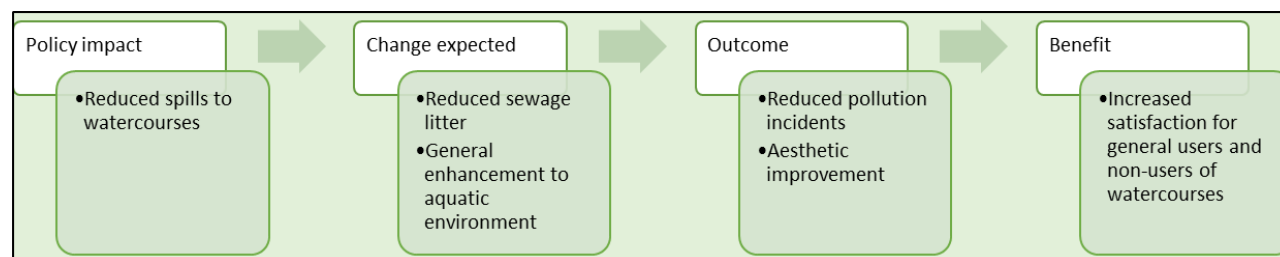 Policy impact
•Reduced spills to
watercourses
Change expected
•Reduced sewage
litter
•General
enhancement to
aquatic
environment
Outcome
•Reduced pollution
incidents
•Aesthetic
improvement
Benefit
•Increased
satisfaction for
general users and
non-users of
watercourses